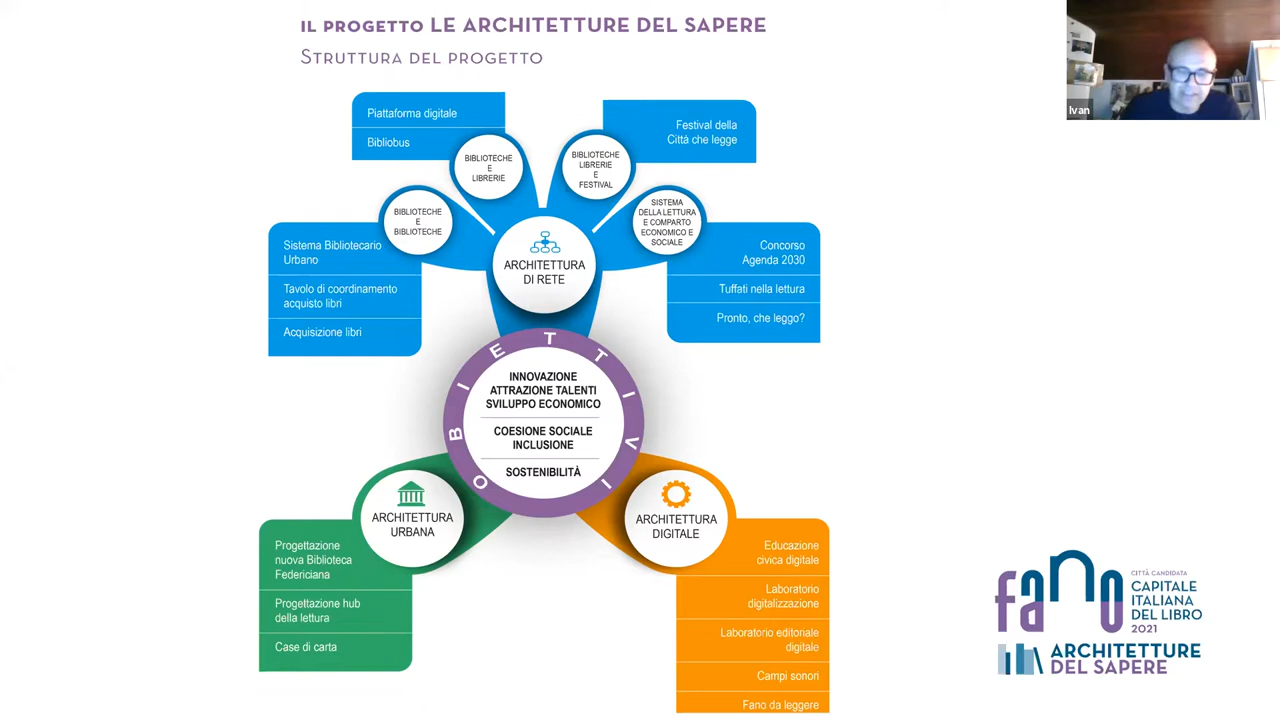 IL PROGETTO LE ARCHITETTURE DEL SAPERE
STRUTTURA DEL PROGETTO
Ivan
Piattaforma digitale
Bibliobus
BIBLIOTECHE
E
LIBRERIE
BIBLIOTECHE
LIBRERIE
E
FESTIVAL
Festival della
Città che legge
BIBLIOTECHE
E
BIBLIOTECHE
SISTEMA
DELLA LETTURA
E COMPARTO
ECONOMICO E
SOCIALE
Sistema Bibliotecario
Urbano
Tavolo di coordinamento
acquisto libri
Acquisizione libri
ARCHITETTURA
DI RETE
Concorso
Agenda 2030
Tuffati nella lettura
Pronto, che leggo?
OBIETTIVI
INNOVAZIONE
ATTRAZIONE TALENTI
SVILUPPO ECONOMICO
COESIONE SOCIALE
INCLUSIONE
SOSTENIBILITÀ
ARCHITETTURA
URBANA
ARCHITETTURA
DIGITALE
Progettazione
nuova Biblioteca
Federiciana
Progettazione hub
della lettura
Case di carta
Educazione
civica digitale
Laboratorio
digitalizzazione
Laboratorio editoriale
digitale
Campi sonori
Fano da leggere
fano
CITTÀ CANDIDATA
CAPITALE
ITALIANA
DEL LIBRO
2021
ARCHITETTURE
DEL SAPERE